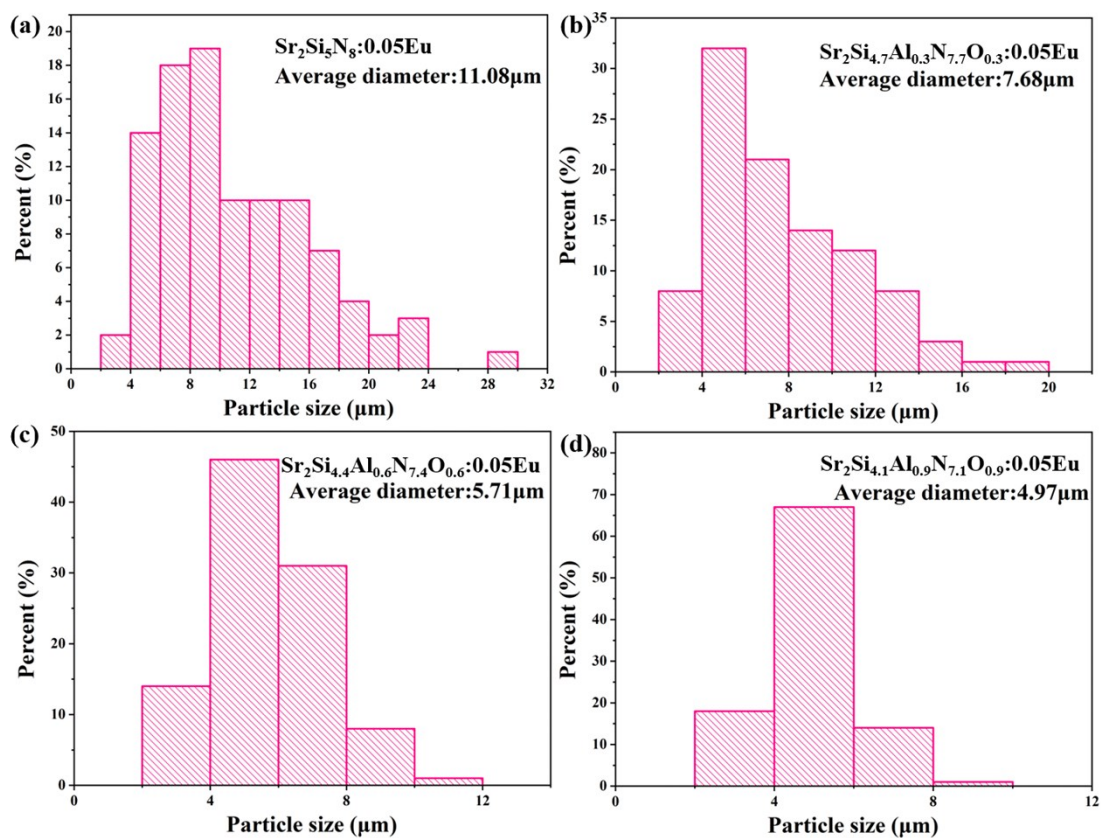 (a)
Sr₂Si₅N₈:0.05Eu
Average diameter:11.08μm
Percent (%)
20
18
16
14
12
10
8
6
4
2
0
0 4 8 12 16 20 24 28 32
Particle size (μm)
(b)
Sr₂Si₄.₇Al₀.₃N₇.₇O₀.₃:0.05Eu
Average diameter:7.68μm
Percent (%)
35
30
25
20
15
10
5
0
0 4 8 12 16 20
Particle size (μm)
(c)
Sr₂Si₄.₄Al₀.₆N₇.₄O₀.₆:0.05Eu
Average diameter:5.71μm
Percent (%)
50
40
30
20
10
0
0 4 8 12
Particle size (μm)
(d)
Sr₂Si₄.₁Al₀.₉N₇.₁O₀.₉:0.05Eu
Average diameter:4.97μm
Percent (%)
80
70
60
50
40
30
20
10
0
0 4 8 12
Particle size (μm)